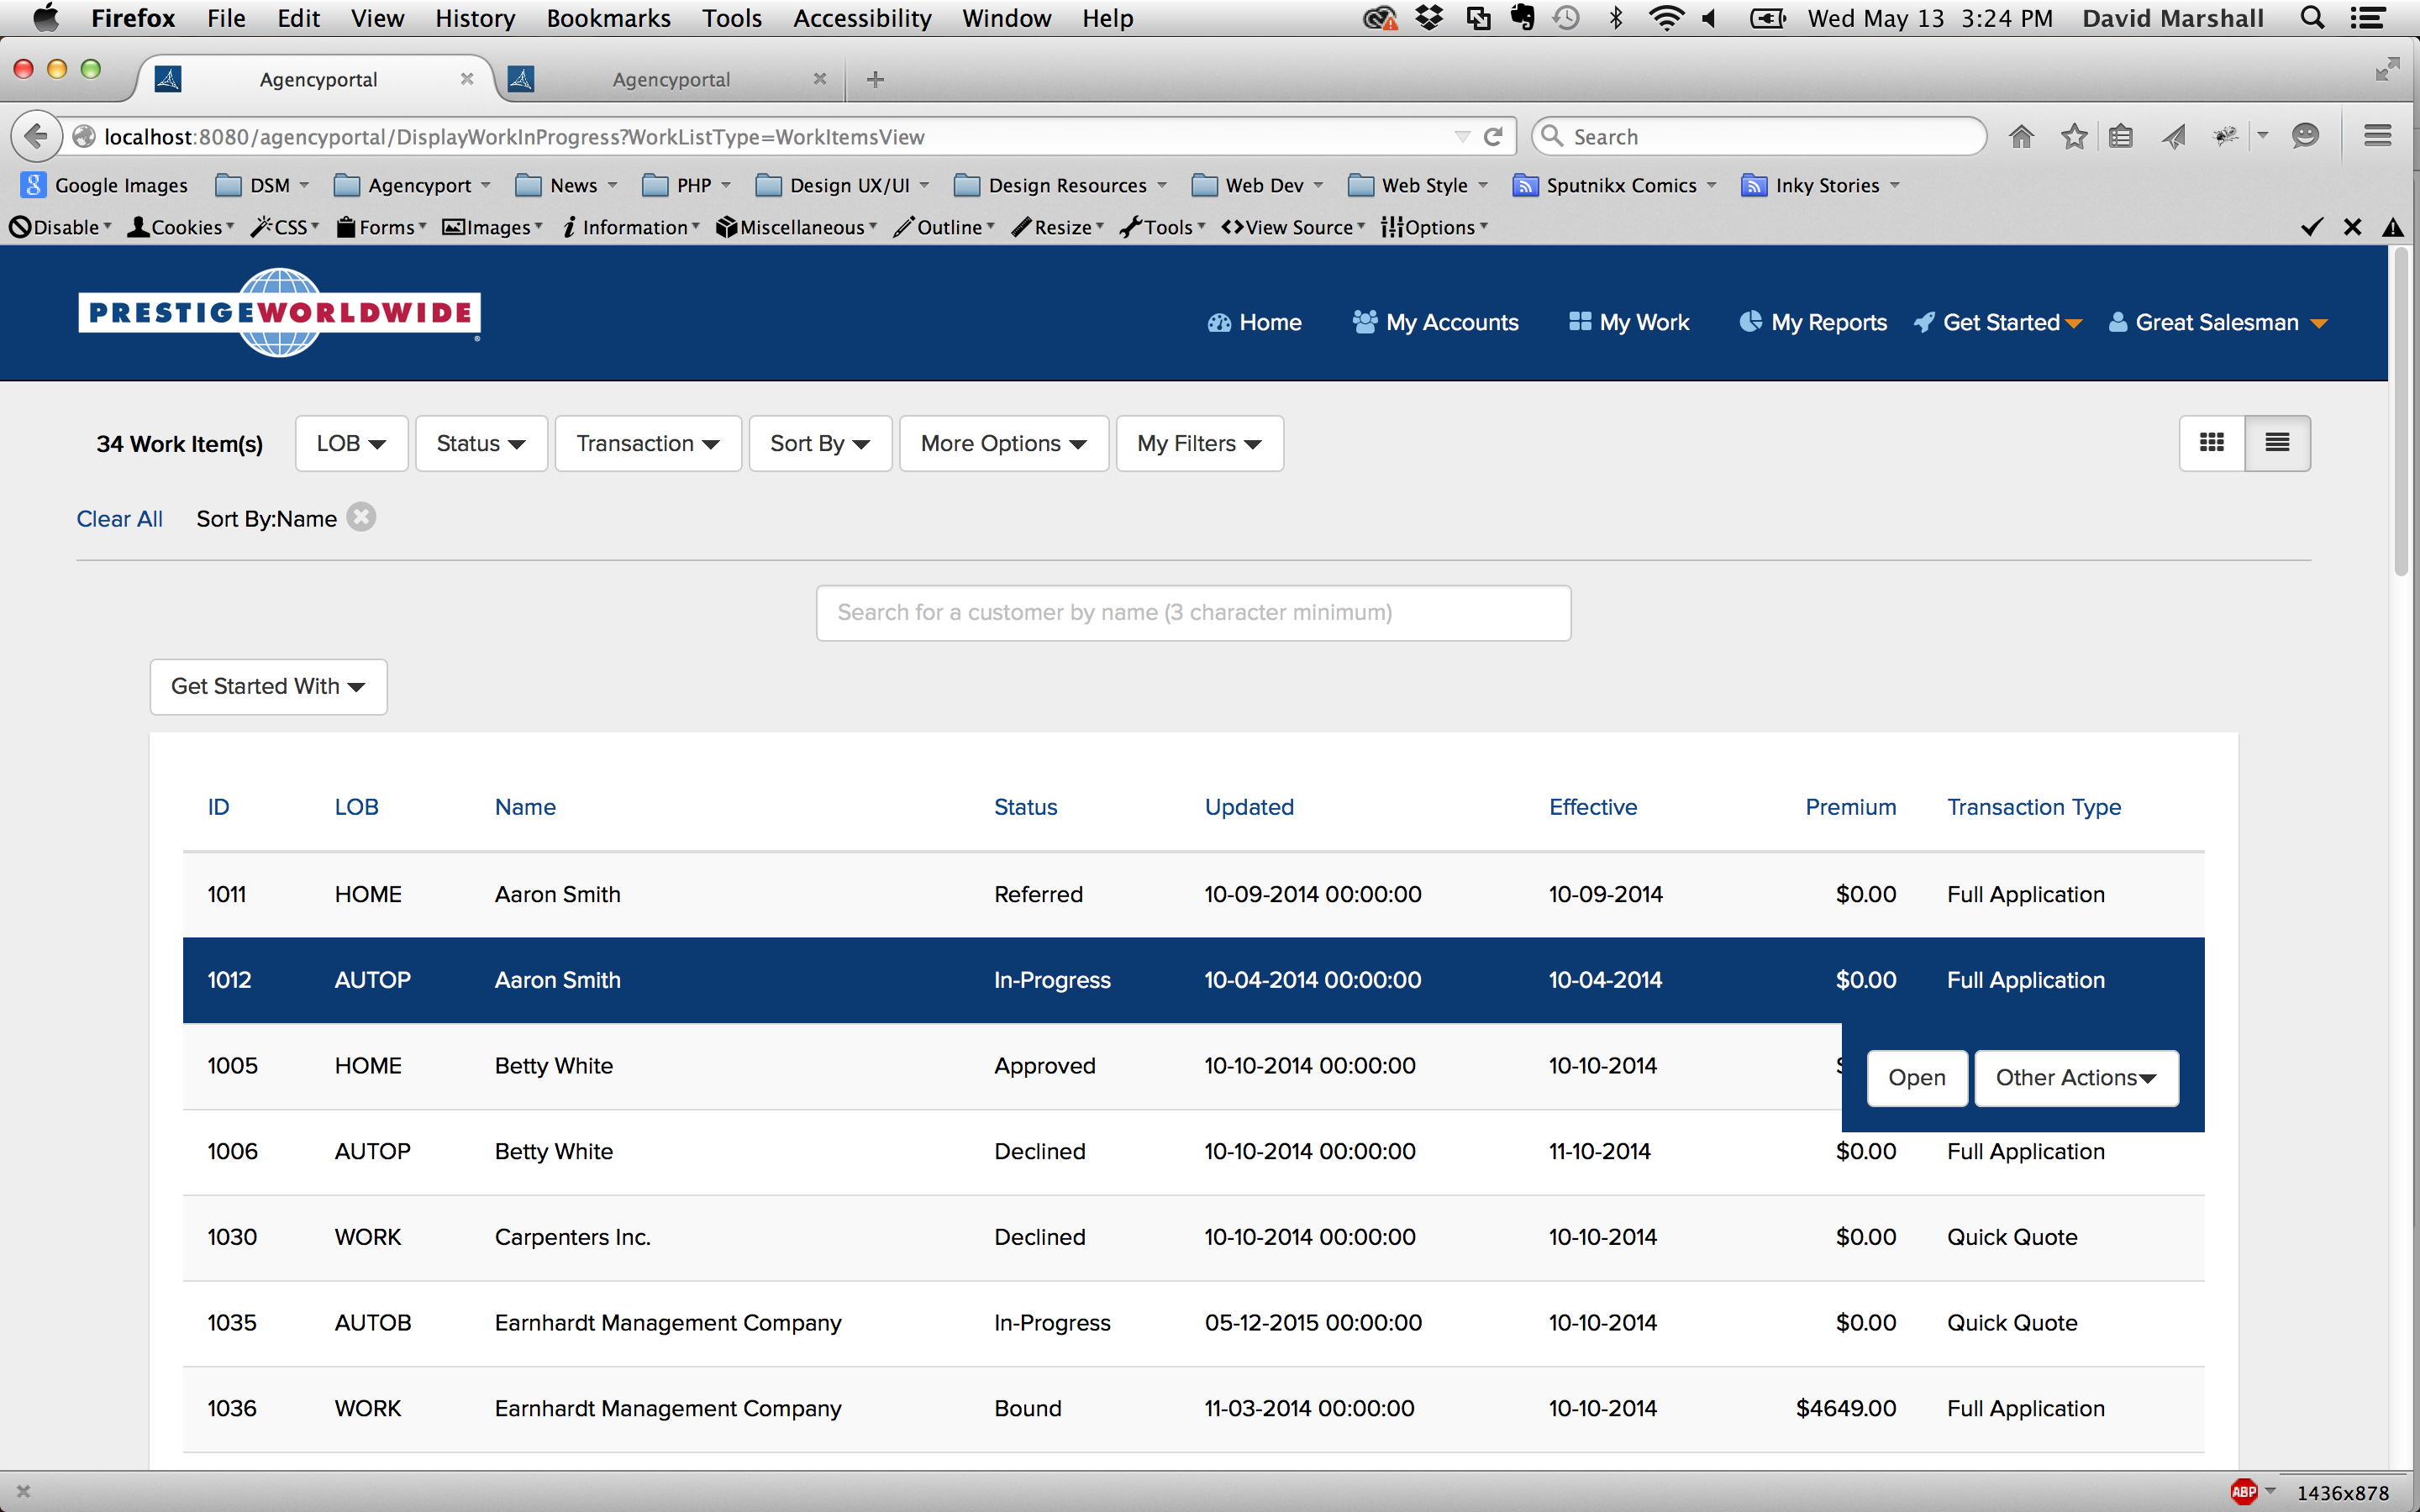 Firefox File Edit View History Bookmarks Tools Accessibility Window Help Wed May 13 3:24 PM David Marshall
Agencyportal Agencyportal
localhost:8080/agencyportal/DisplayWorkInProgress?WorkListType=WorkItemsView Search
Google Images DSM Agencyport News PHP Design UX/UI Design Resources Web Dev Web Style Sputnikx Comics Inky Stories
Disable Cookies CSS Forms Images Information Miscellaneous Outline Resize Tools View Source Options
PRESTIGEWORLDWIDE®
Home My Accounts My Work My Reports Get Started Great Salesman
34 Work Item(s) LOB Status Transaction Sort By More Options My Filters
Clear All Sort By:Name
Search for a customer by name (3 character minimum)
Get Started With
ID LOB Name Status Updated Effective Premium Transaction Type
1011 HOME Aaron Smith Referred 10-09-2014 00:00:00 10-09-2014 $0.00 Full Application
1012 AUTOP Aaron Smith In-Progress 10-04-2014 00:00:00 10-04-2014 $0.00 Full Application
1005 HOME Betty White Approved 10-10-2014 00:00:00 10-10-2014
Open Other Actions
1006 AUTOP Betty White Declined 10-10-2014 00:00:00 11-10-2014 $0.00 Full Application
1030 WORK Carpenters Inc. Declined 10-10-2014 00:00:00 10-10-2014 $0.00 Quick Quote
1035 AUTOB Earnhardt Management Company In-Progress 05-12-2015 00:00:00 10-10-2014 $0.00 Quick Quote
1036 WORK Earnhardt Management Company Bound 11-03-2014 00:00:00 10-10-2014 $4649.00 Full Application
ABP 1436x878